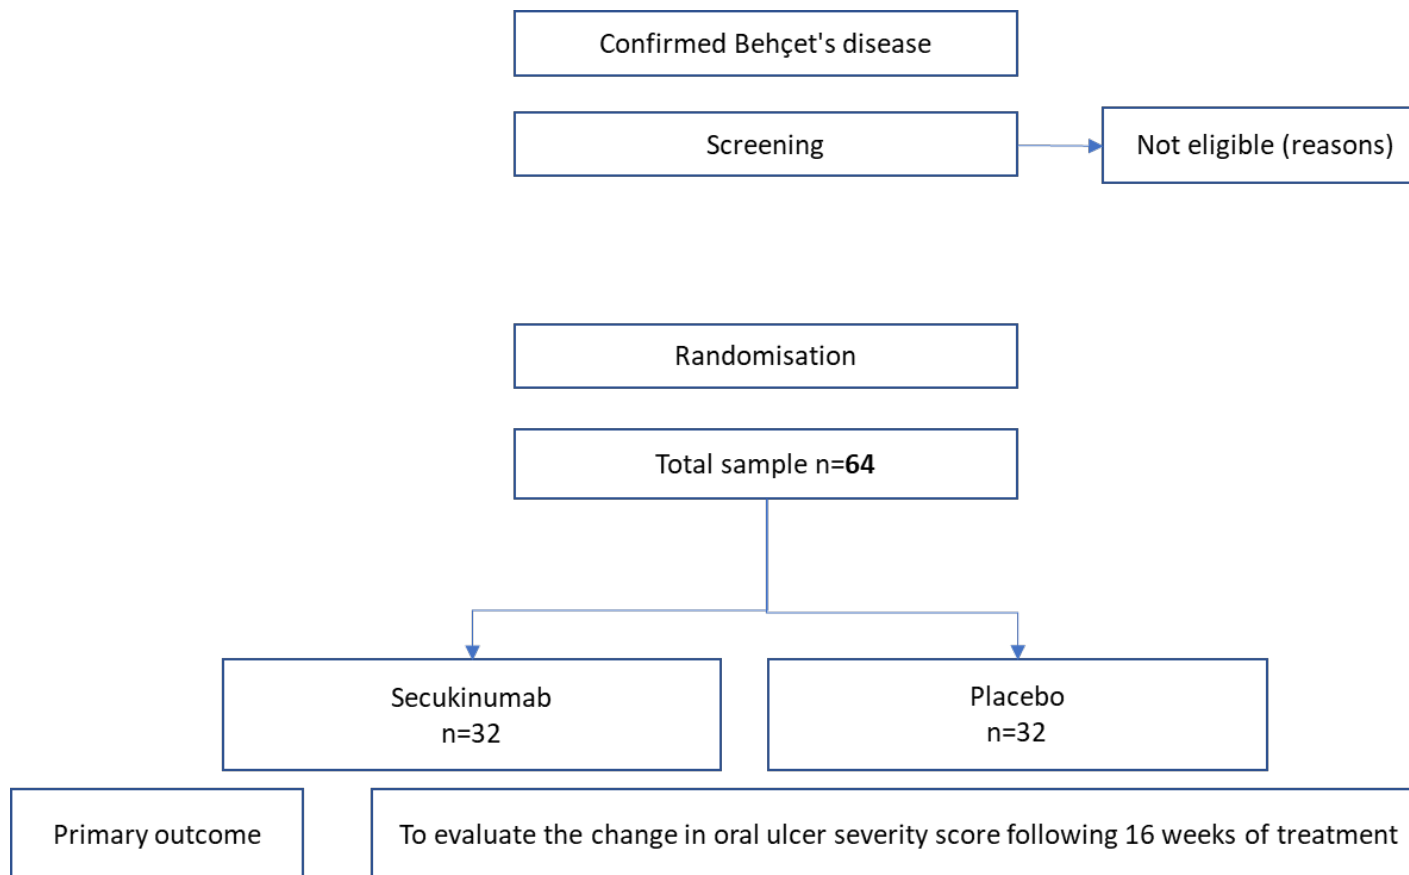 Confirmed Behçet's disease
Screening
Not eligible (reasons)
Randomisation
Total sample n=64
Secukinumab
n=32
Placebo
n=32
Primary outcome
To evaluate the change in oral ulcer severity score following 16 weeks of treatment